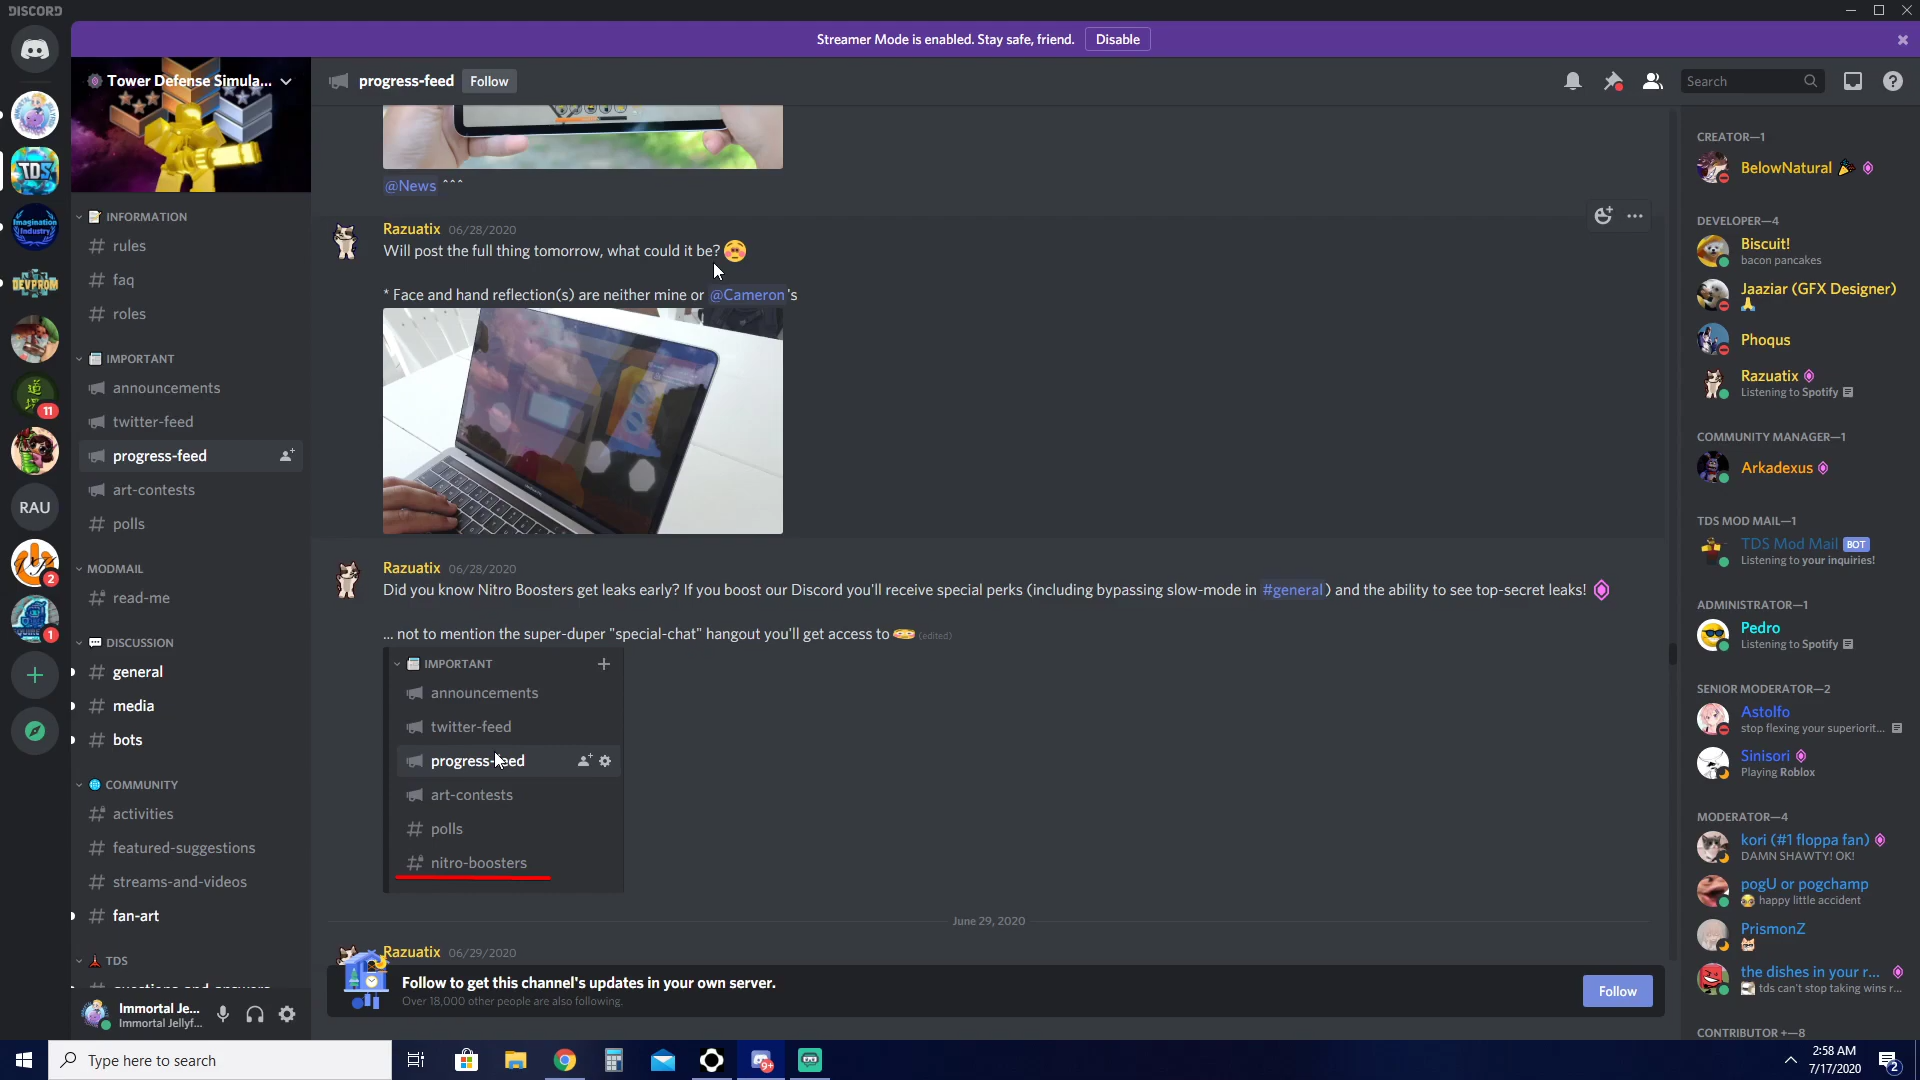 DISCORD
Streamer Mode is enabled. Stay safe, friend.
Disable
Tower Defense Simula...
progress-feed
Follow
Search
TDS
Imagination
Industry
DEVPROM
11
RAU
2
1
INFORMATION
rules
faq
roles
IMPORTANT
announcements
twitter-feed
progress-feed
art-contests
polls
MODMAIL
read-me
DISCUSSION
general
media
bots
COMMUNITY
activities
featured-suggestions
streams-and-videos
fan-art
TDS
questions-and-answers
Immortal Je...
Immortal Jellyf...
@News ^^^
Razuatix 06/28/2020
Will post the full thing tomorrow, what could it be?
* Face and hand reflection(s) are neither mine or @Cameron's
Razuatix 06/28/2020
Did you know Nitro Boosters get leaks early? If you boost our Discord you'll receive special perks (including bypassing slow-mode in #general) and the ability to see top-secret leaks!
... not to mention the super-duper "special-chat" hangout you'll get access to (edited)
IMPORTANT
announcements
twitter-feed
progress-feed
art-contests
polls
nitro-boosters
June 29, 2020
Razuatix 06/29/2020
Follow to get this channel's updates in your own server.
Over 18,000 other people are also following.
Follow
CREATOR—1
BelowNatural
DEVELOPER—4
Biscuit!
bacon pancakes
Jaaziar (GFX Designer)
Phoqus
Razuatix
Listening to Spotify
COMMUNITY MANAGER—1
Arkadexus
TDS MOD MAIL—1
TDS Mod Mail BOT
Listening to your inquiries!
ADMINISTRATOR—1
Pedro
Listening to Spotify
SENIOR MODERATOR—2
Astolfo
stop flexing your superiorit...
Sinisori
Playing Roblox
MODERATOR—4
kori (#1 floppa fan)
DAMN SHAWTY! OK!
pogU or pogchamp
happy little accident
PrismonZ
the dishes in your r...
tds can't stop taking wins r...
CONTRIBUTOR +—8
Type here to search
9+
2:58 AM
7/17/2020
2